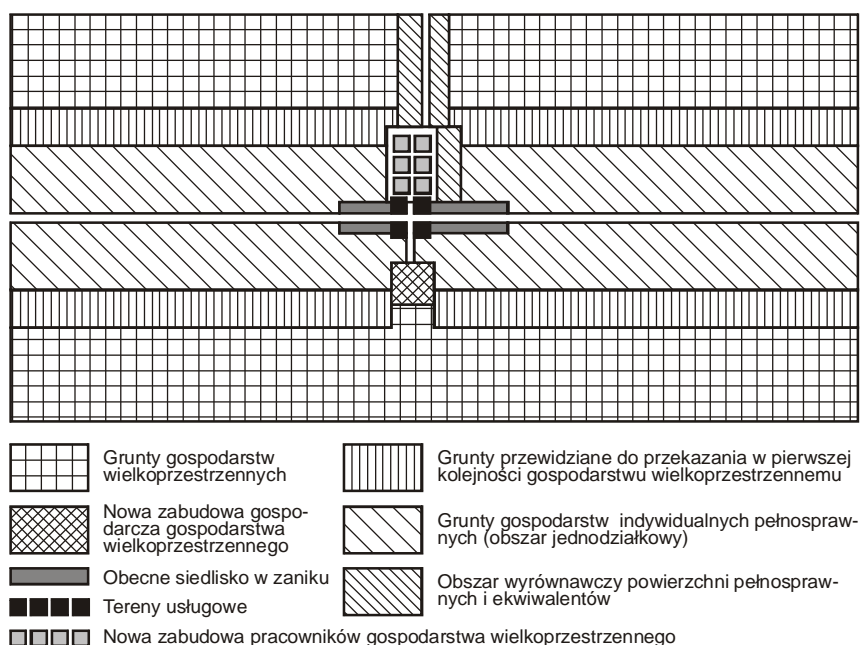 Grunty gospodarstw
wielkoprzestrzennych
Nowa zabudowa gospo-
darcza gospodarstwa
wielkoprzestrzennego
Obecne siedlisko w zaniku
Tereny usługowe
Nowa zabudowa pracowników gospodarstwa wielkoprzestrzennego
Grunty przewidziane do przekazania w pierwszej
kolejności gospodarstwu wielkoprzestrzennemu
Grunty gospodarstw indywidualnych pełnospraw-
nych (obszar jednodziałkowy)
Obszar wyrównawczy powierzchni pełnospraw-
nych i ekwiwalentów